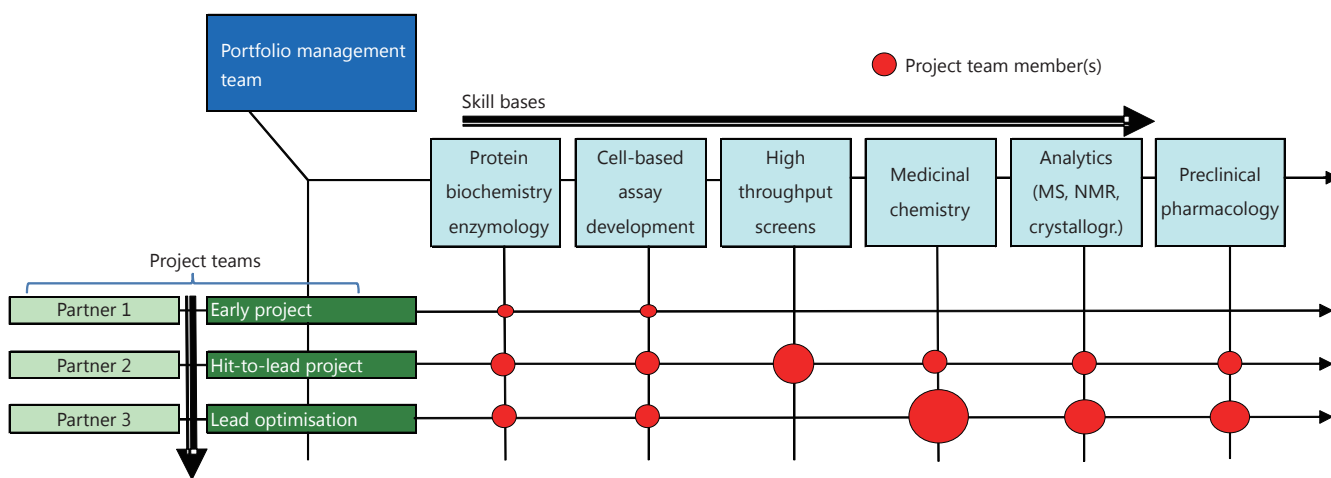 Portfolio management
team
Project team member(s)
Skill bases
Protein
biochemistry
enzymology
Cell-based
assay
development
High
throughput
screens
Medicinal
chemistry
Analytics
(MS, NMR,
crystallogr.)
Preclinical
pharmacology
Project teams
Partner 1
Early project
Partner 2
Hit-to-lead project
Partner 3
Lead optimisation